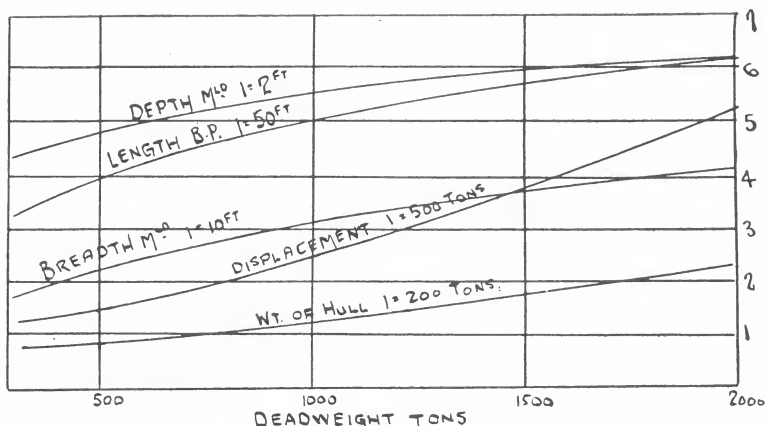 7
6
DEPTH MLD 1=2FT
LENGTH B.P. 1=50FT
5
4
BREADTH MLD 1=10FT
DISPLACEMENT 1=500 TONS
3
2
WT. OF HULL 1=200 TONS.
1
500 1000 1500 2000
DEADWEIGHT TONS